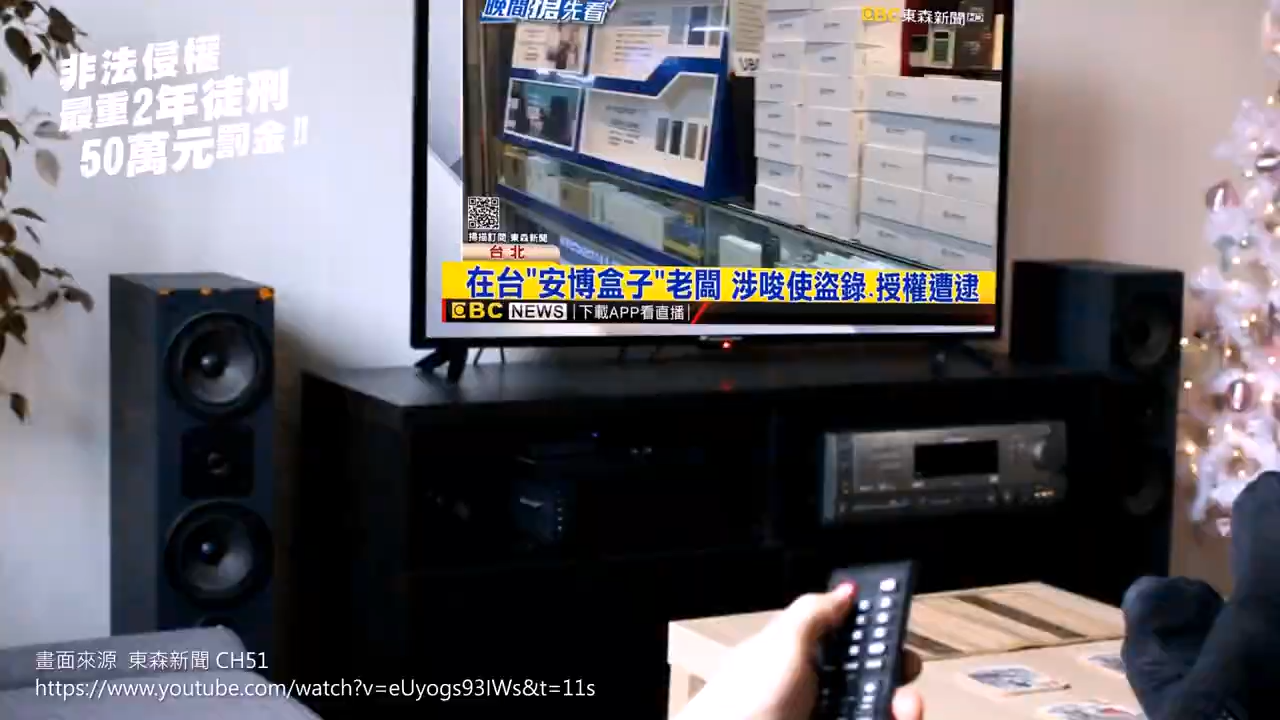 非法侵權
最重2年徒刑
50萬元罰金!!
晚間搶先看
EBC東森新聞HD
掃描訂閱 東森新聞
台北
在台"安博盒子"老闆 涉唆使盜錄.授權遭逮
EBC NEWS 下載APP看直播
畫面來源 東森新聞 CH51
https://www.youtube.com/watch?v=eUyogs93IWs&t=11s